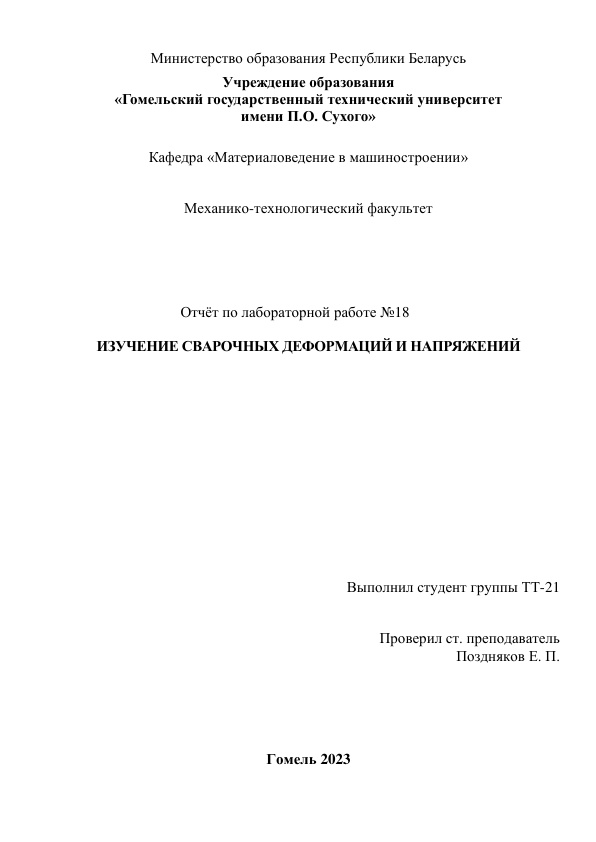 Министерство образования Республики Беларусь
Учреждение образования
«Гомельский государственный технический университет
имени П.О. Сухого»
Кафедра «Материаловедение в машиностроении»
Механико-технологический факультет
Отчёт по лабораторной работе №18
ИЗУЧЕНИЕ СВАРОЧНЫХ ДЕФОРМАЦИЙ И НАПРЯЖЕНИЙ
Выполнил студент группы ТТ-21
Проверил ст. преподаватель
Поздняков Е. П.
Гомель 2023